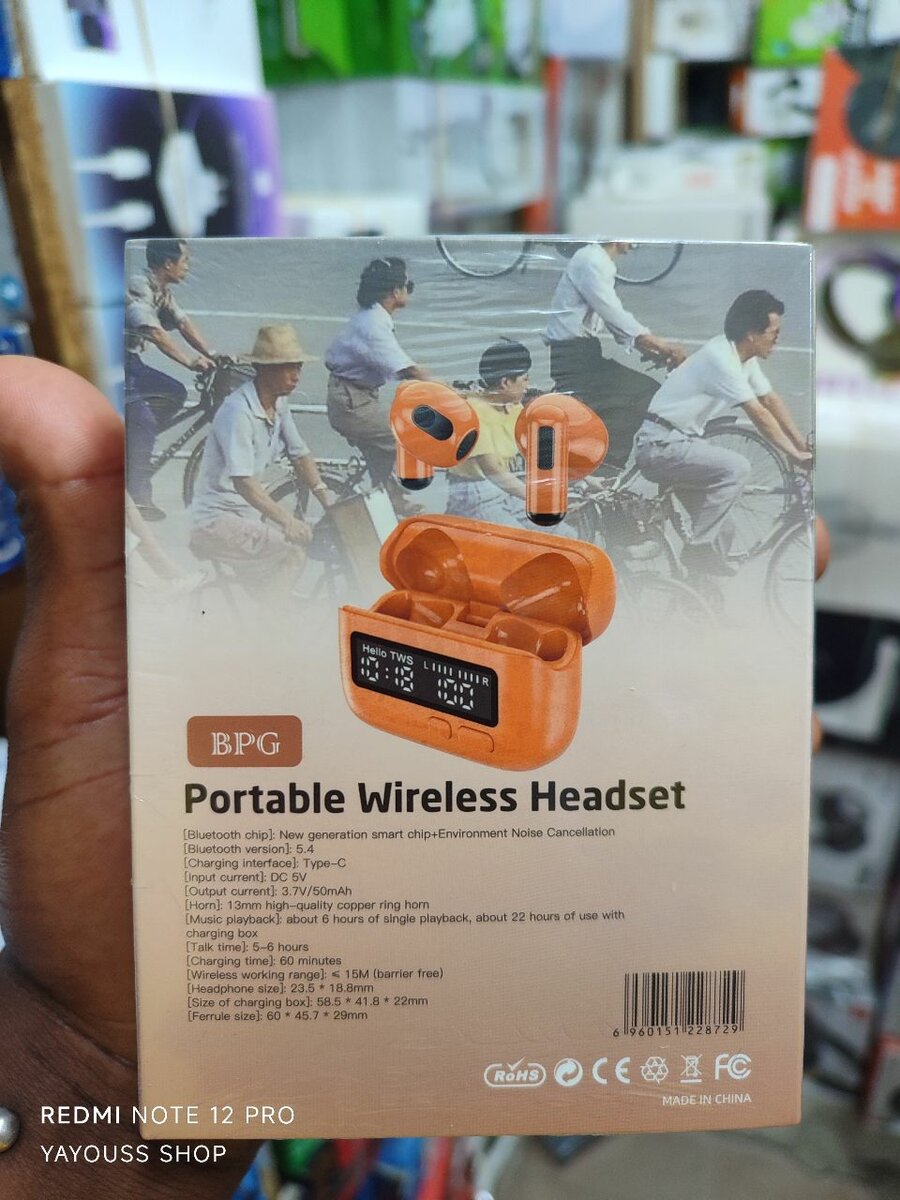 Hello TWS
L R
10:18 100
BPG
Portable Wireless Headset
[Bluetooth chip]: New generation smart chip+Environment Noise Cancellation
[Bluetooth version]: 5.4
[Charging interface]: Type-C
[Input current]: DC 5V
[Output current]: 3.7V/50mAh
[Horn]: 13mm high-quality copper ring horn
[Music playback]: about 6 hours of single playback, about 22 hours of use with
charging box
[Talk time]: 5-6 hours
[Charging time]: 60 minutes
[Wireless working range]: ≤ 15M (barrier free)
[Headphone size]: 23.5 * 18.8mm
[Size of charging box]: 58.5 * 41.8 * 22mm
[Ferrule size]: 60 * 45.7 * 29mm
6 960151 228729
RoHS CE FC
MADE IN CHINA
REDMI NOTE 12 PRO
YAYOUSS SHOP